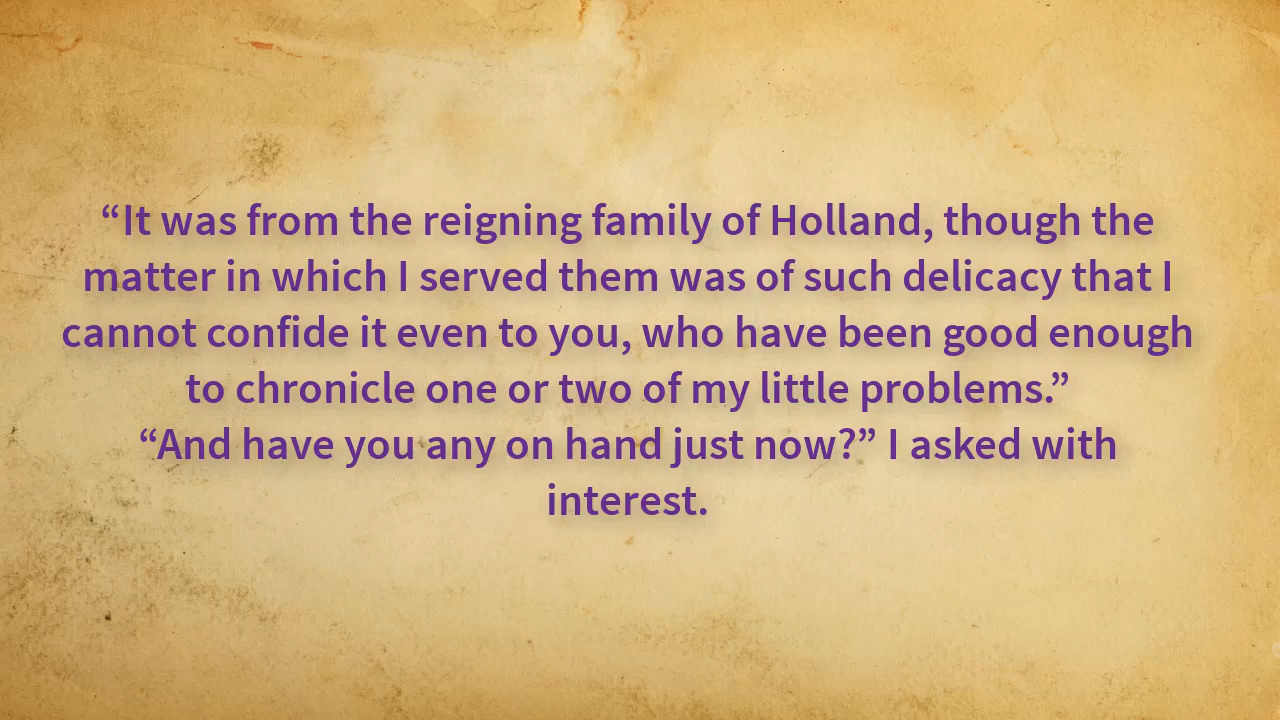 “It was from the reigning family of Holland, though the
matter in which I served them was of such delicacy that I
cannot confide it even to you, who have been good enough
to chronicle one or two of my little problems.”
“And have you any on hand just now?” I asked with
interest.